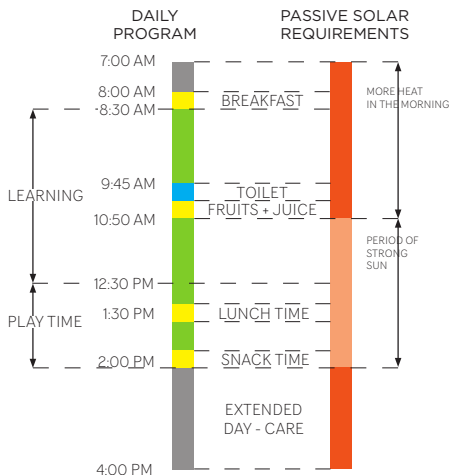 DAILY
PROGRAM
PASSIVE SOLAR
REQUIREMENTS
7:00 AM
8:00 AM
BREAKFAST
8:30 AM
MORE HEAT
IN THE MORNING
9:45 AM
TOILET
LEARNING
FRUITS + JUICE
10:50 AM
PERIOD OF
STRONG
SUN
12:30 PM
1:30 PM
LUNCH TIME
PLAY TIME
2:00 PM
SNACK TIME
EXTENDED
DAY - CARE
4:00 PM